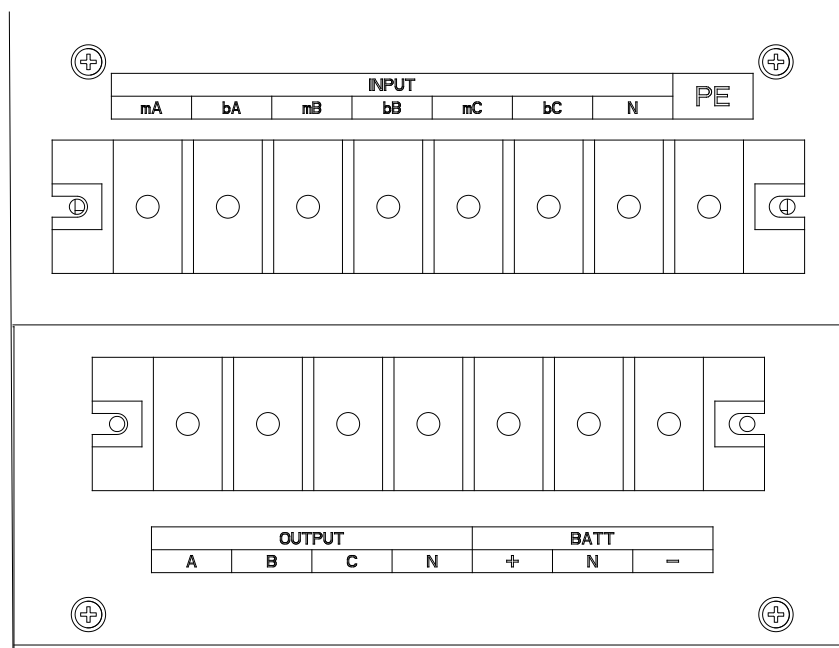 INPUT PE
mA bA mB bB mC bC N
OUTPUT BATT
A B C N + N −